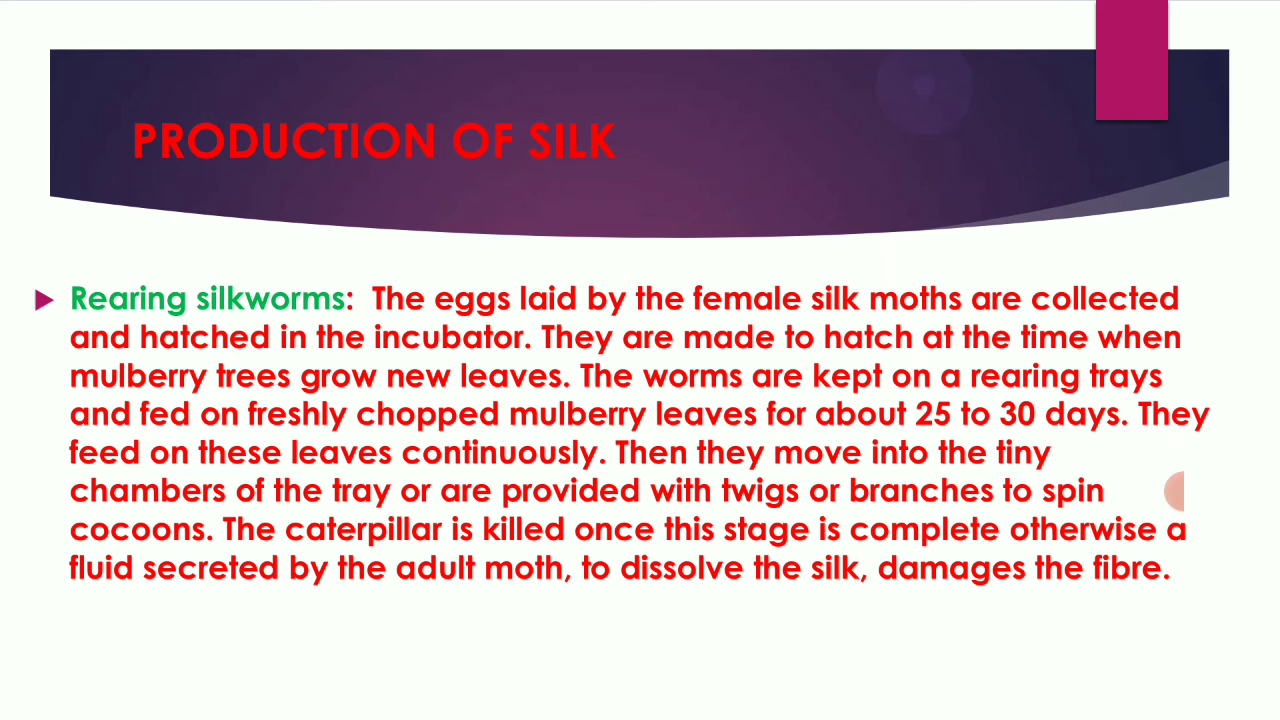 PRODUCTION OF SILK
Rearing silkworms:  The eggs laid by the female silk moths are collected
and hatched in the incubator. They are made to hatch at the time when
mulberry trees grow new leaves. The worms are kept on a rearing trays
and fed on freshly chopped mulberry leaves for about 25 to 30 days. They
feed on these leaves continuously. Then they move into the tiny
chambers of the tray or are provided with twigs or branches to spin
cocoons. The caterpillar is killed once this stage is complete otherwise a
fluid secreted by the adult moth, to dissolve the silk, damages the fibre.